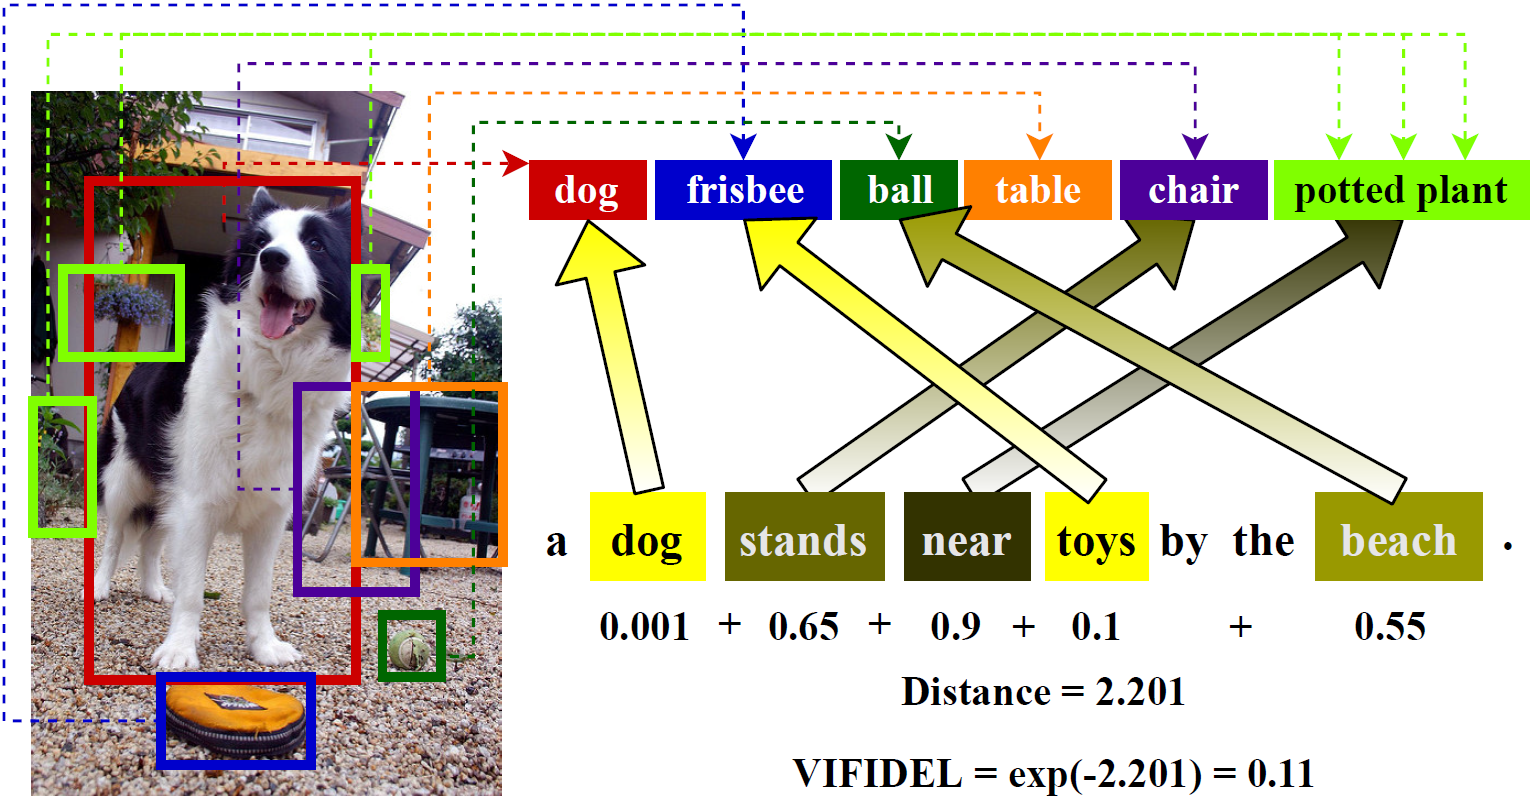 dog frisbee ball table chair potted plant
a dog stands near toys by the beach .
0.001 + 0.65 + 0.9 + 0.1 + 0.55
Distance = 2.201
VIFIDEL = exp(-2.201) = 0.11